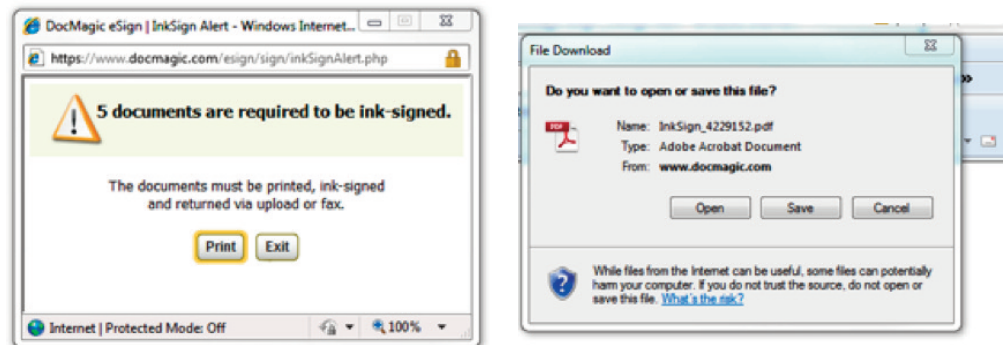 DocMagic eSign | InkSign Alert - Windows Internet...
https://www.docmagic.com/esign/sign/inkSignAlert.php
5 documents are required to be ink-signed.
The documents must be printed, ink-signed
and returned via upload or fax.
Print Exit
Internet | Protected Mode: Off 100%
File Download
Do you want to open or save this file?
PDF
Name: InkSign_4229152.pdf
Type: Adobe Acrobat Document
From: www.docmagic.com
Open Save Cancel
While files from the Internet can be useful, some files can potentially
harm your computer. If you do not trust the source, do not open or
save this file. What's the risk?